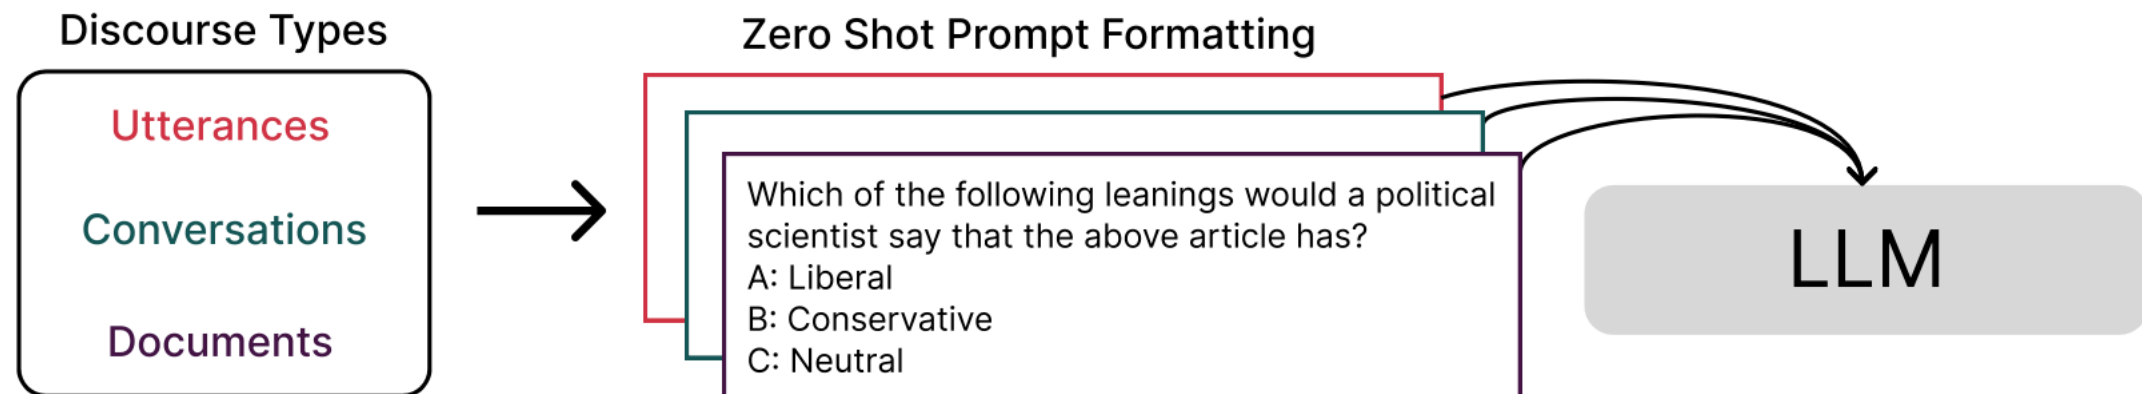 Discourse Types
Utterances
Conversations
Documents
Zero Shot Prompt Formatting
Which of the following leanings would a political
scientist say that the above article has?
A: Liberal
B: Conservative
C: Neutral
LLM